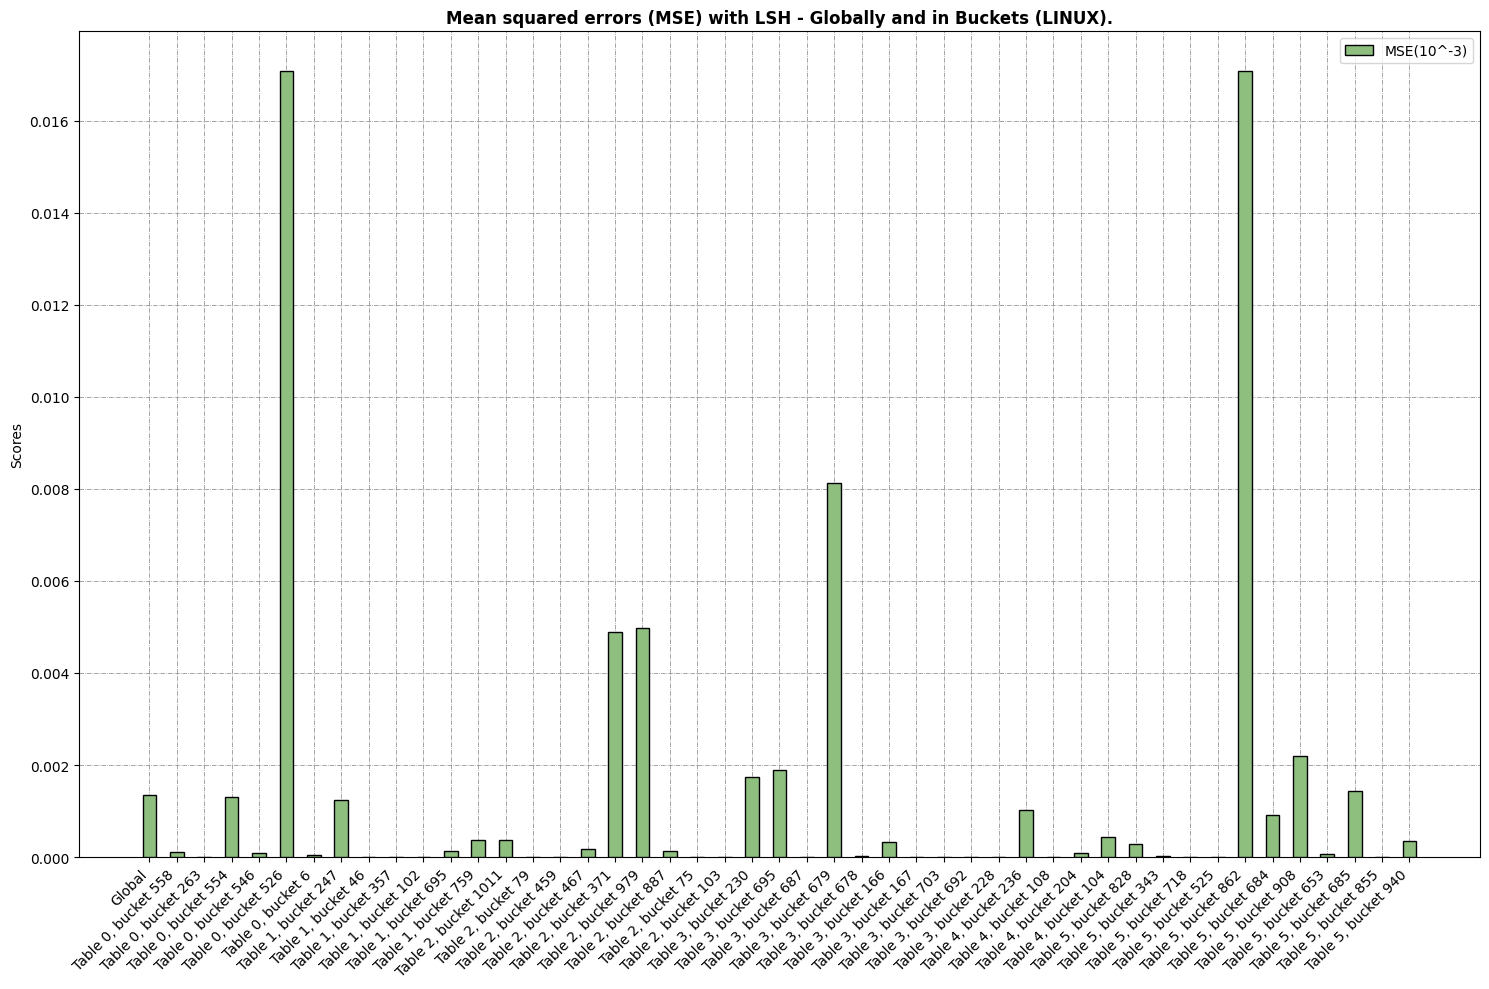 Mean squared errors (MSE) with LSH - Globally and in Buckets (LINUX).
MSE(10^-3)
0.016
0.014
0.012
0.010
0.008
0.006
0.004
0.002
0.000
Scores
Global
Table 0, bucket 558
Table 0, bucket 263
Table 0, bucket 554
Table 0, bucket 546
Table 0, bucket 526
Table 0, bucket 6
Table 1, bucket 247
Table 1, bucket 46
Table 1, bucket 357
Table 1, bucket 102
Table 1, bucket 695
Table 1, bucket 759
Table 2, bucket 1011
Table 2, bucket 79
Table 2, bucket 459
Table 2, bucket 467
Table 2, bucket 371
Table 2, bucket 979
Table 2, bucket 887
Table 2, bucket 75
Table 2, bucket 103
Table 3, bucket 230
Table 3, bucket 695
Table 3, bucket 687
Table 3, bucket 679
Table 3, bucket 678
Table 3, bucket 166
Table 3, bucket 167
Table 3, bucket 703
Table 3, bucket 692
Table 3, bucket 228
Table 4, bucket 236
Table 4, bucket 108
Table 4, bucket 204
Table 4, bucket 104
Table 5, bucket 828
Table 5, bucket 343
Table 5, bucket 718
Table 5, bucket 525
Table 5, bucket 862
Table 5, bucket 684
Table 5, bucket 908
Table 5, bucket 653
Table 5, bucket 685
Table 5, bucket 855
Table 5, bucket 940